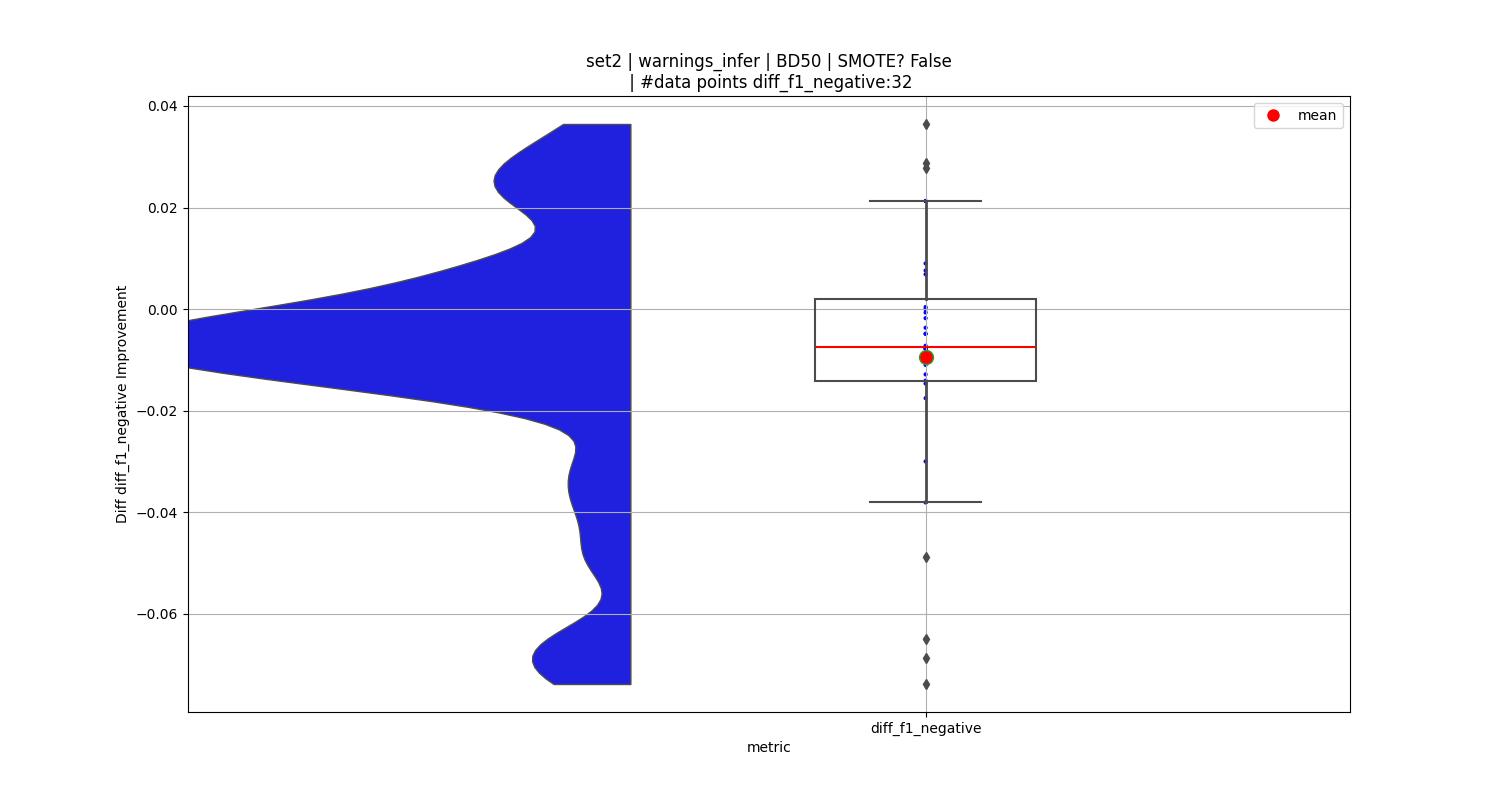 set2 | warnings_infer | BD50 | SMOTE? False
| #data points diff_f1_negative:32
mean
0.04
0.02
0.00
−0.02
−0.04
−0.06
Diff diff_f1_negative Improvement
diff_f1_negative
metric